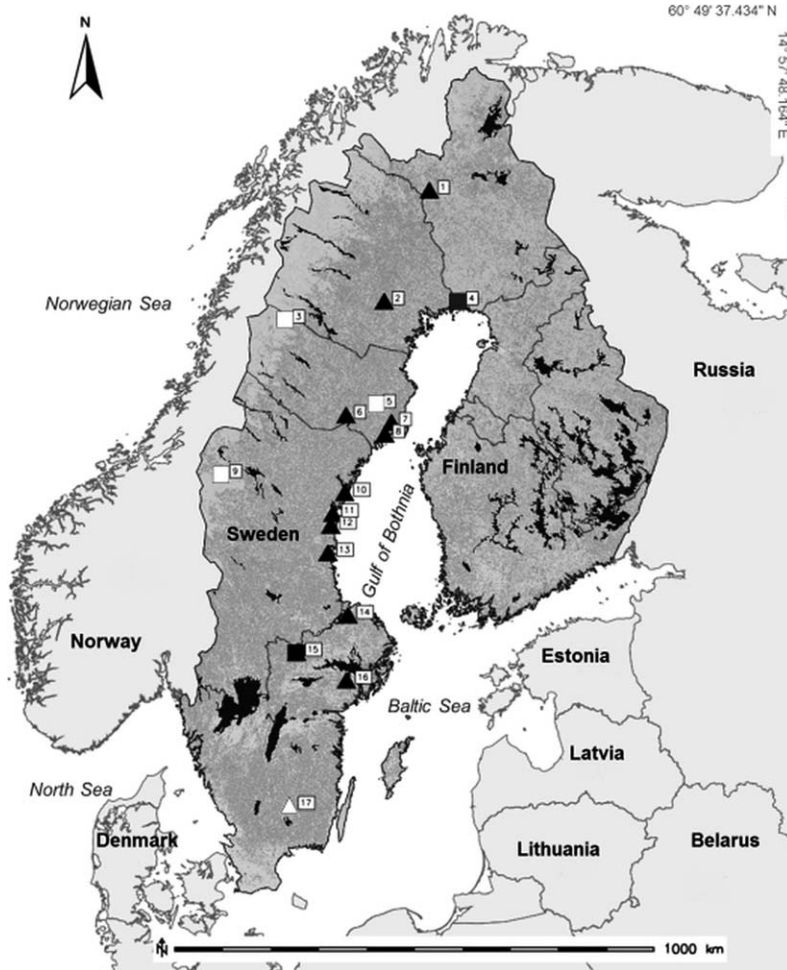 60° 49' 37.434" N
14° 57' 48.164" E
N
1
2
4
Norwegian Sea
3
Russia
5
6
7
8
Finland
9
10
11
12
Sweden
Gulf of Bothnia
13
14
Norway
15
Estonia
16
Baltic Sea
Latvia
North Sea
17
Denmark
Lithuania
Belarus
N
1000 km